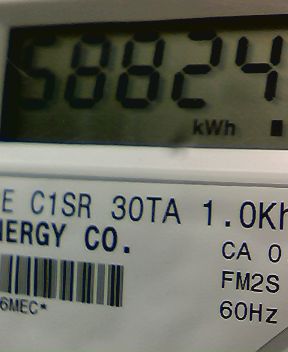 58824
kWh
E C1SR 30TA 1.0Kh
NERGY CO.
CA 0
FM2S
6MEC*
60Hz